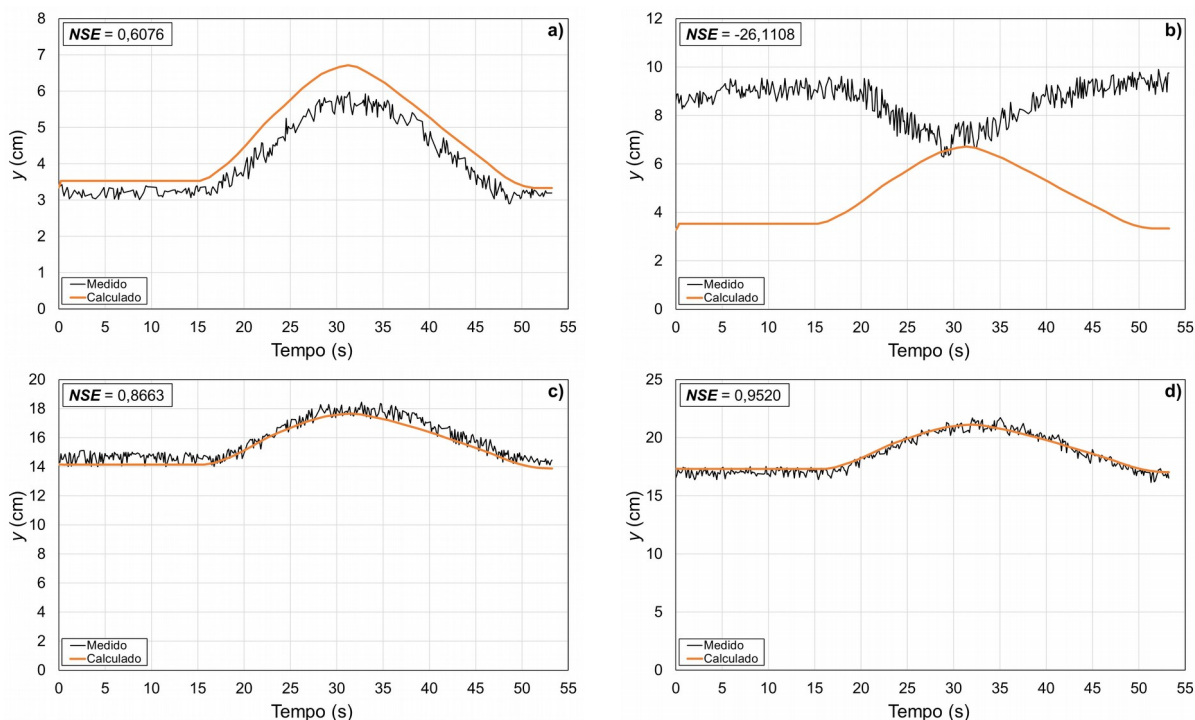 NSE = 0,6076
a)
y (cm)
8
7
6
5
4
3
2
1
0
Medido
Calculado
0 5 10 15 20 25 30 35 40 45 50 55
Tempo (s)
NSE = -26,1108
b)
y (cm)
12
10
8
6
4
2
0
Medido
Calculado
0 5 10 15 20 25 30 35 40 45 50 55
Tempo (s)
NSE = 0,8663
c)
y (cm)
20
18
16
14
12
10
8
6
4
2
0
Medido
Calculado
0 5 10 15 20 25 30 35 40 45 50 55
Tempo (s)
NSE = 0,9520
d)
y (cm)
25
20
15
10
5
0
Medido
Calculado
0 5 10 15 20 25 30 35 40 45 50 55
Tempo (s)